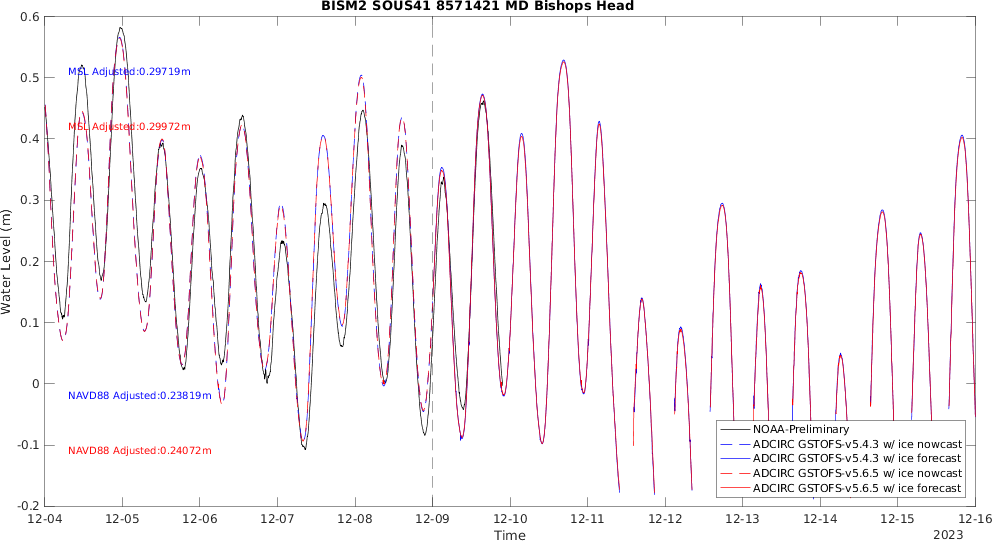 BISM2 SOUS41 8571421 MD Bishops Head
0.6
0.5
0.4
0.3
0.2
0.1
0
-0.1
-0.2
Water Level (m)
MSL Adjusted:0.29719m
MSL Adjusted:0.29972m
NAVD88 Adjusted:0.23819m
NAVD88 Adjusted:0.24072m
NOAA-Preliminary
ADCIRC GSTOFS-v5.4.3 w/ ice nowcast
ADCIRC GSTOFS-v5.4.3 w/ ice forecast
ADCIRC GSTOFS-v5.6.5 w/ ice nowcast
ADCIRC GSTOFS-v5.6.5 w/ ice forecast
12-04 12-05 12-06 12-07 12-08 12-09 12-10 12-11 12-12 12-13 12-14 12-15 12-16
Time
2023